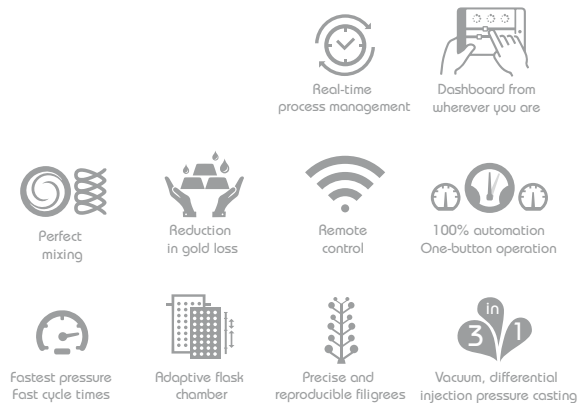 Real-time
process management
Dashboard from
wherever you are
Perfect
mixing
Reduction
in gold loss
Remote
control
100% automation
One-button operation
3 in 1
Fastest pressure
Fast cycle times
Adaptive flask
chamber
Precise and
reproducible filigrees
Vacuum, differential
injection pressure casting